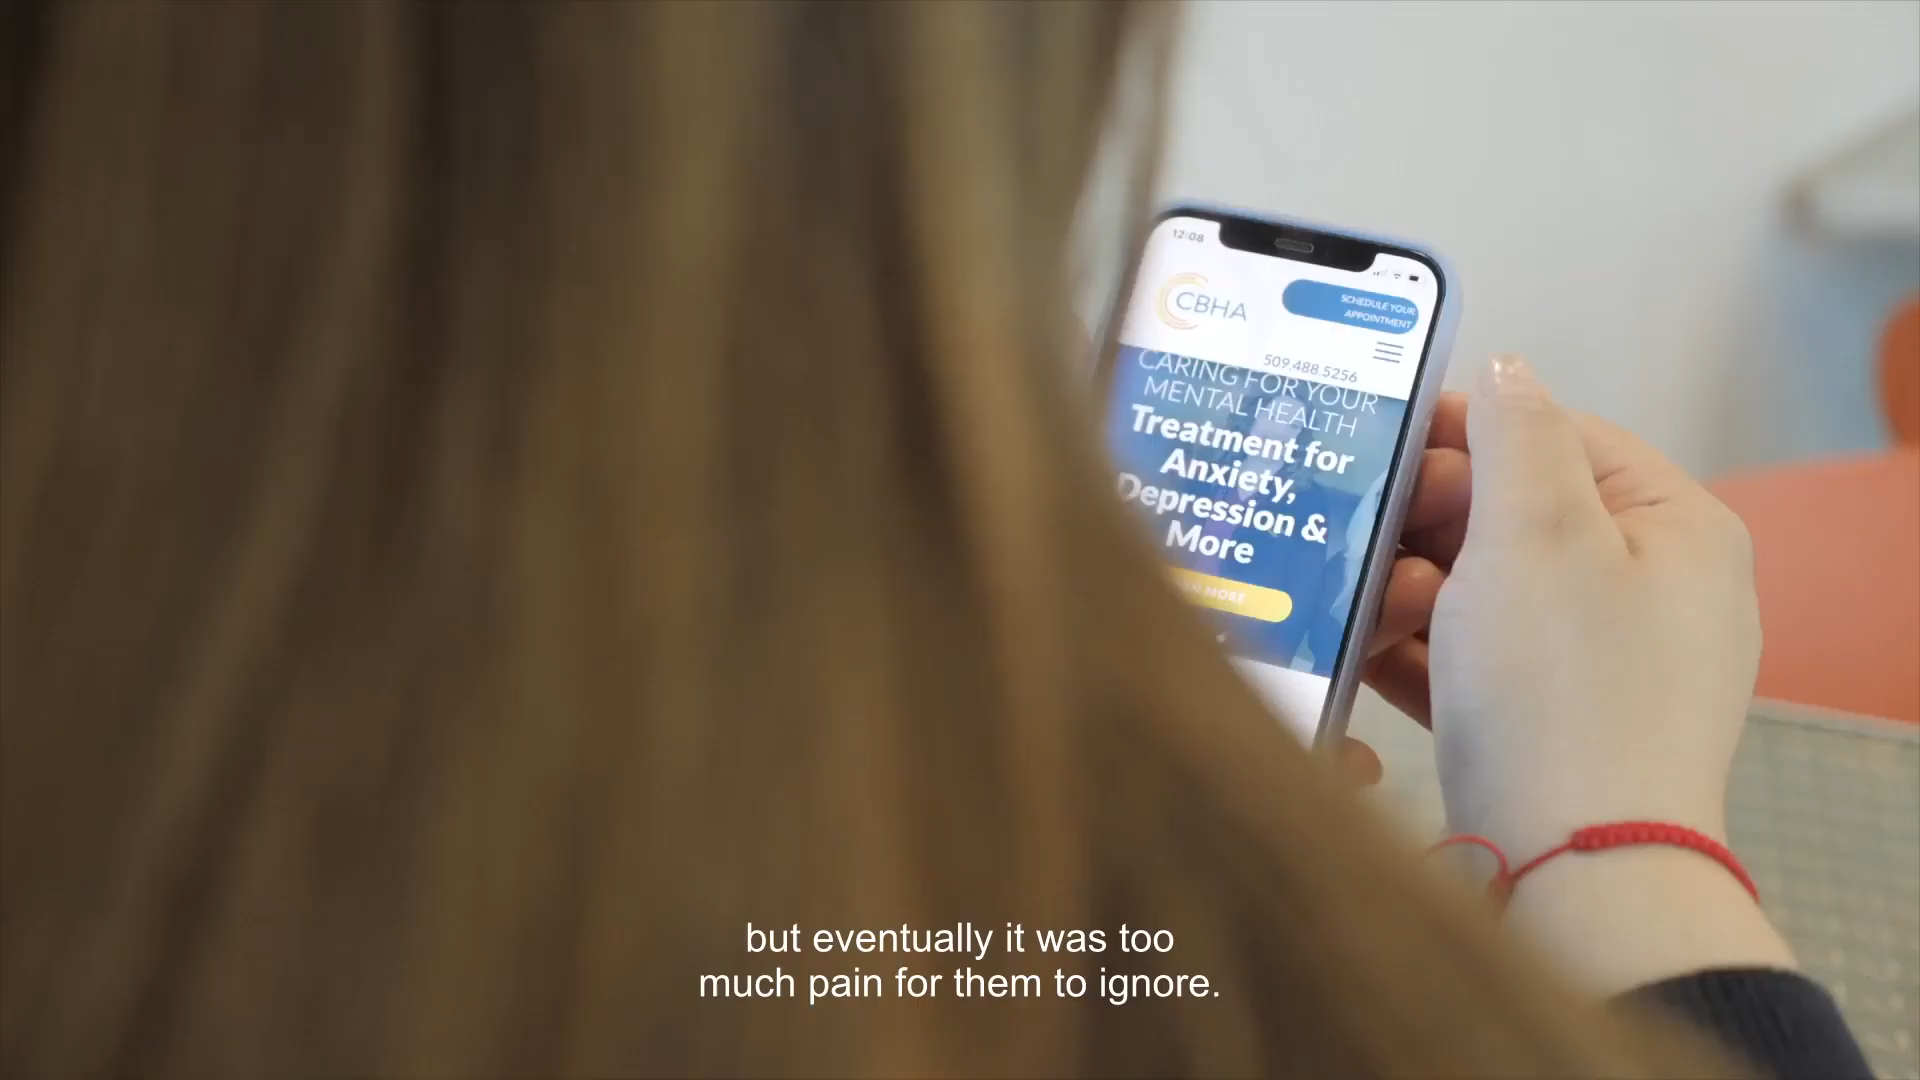 12:08
CBHA
SCHEDULE YOUR
APPOINTMENT
509.488.5256
CARING FOR YOUR
MENTAL HEALTH
Treatment for
Anxiety,
Depression &
More
MORE
but eventually it was too
much pain for them to ignore.